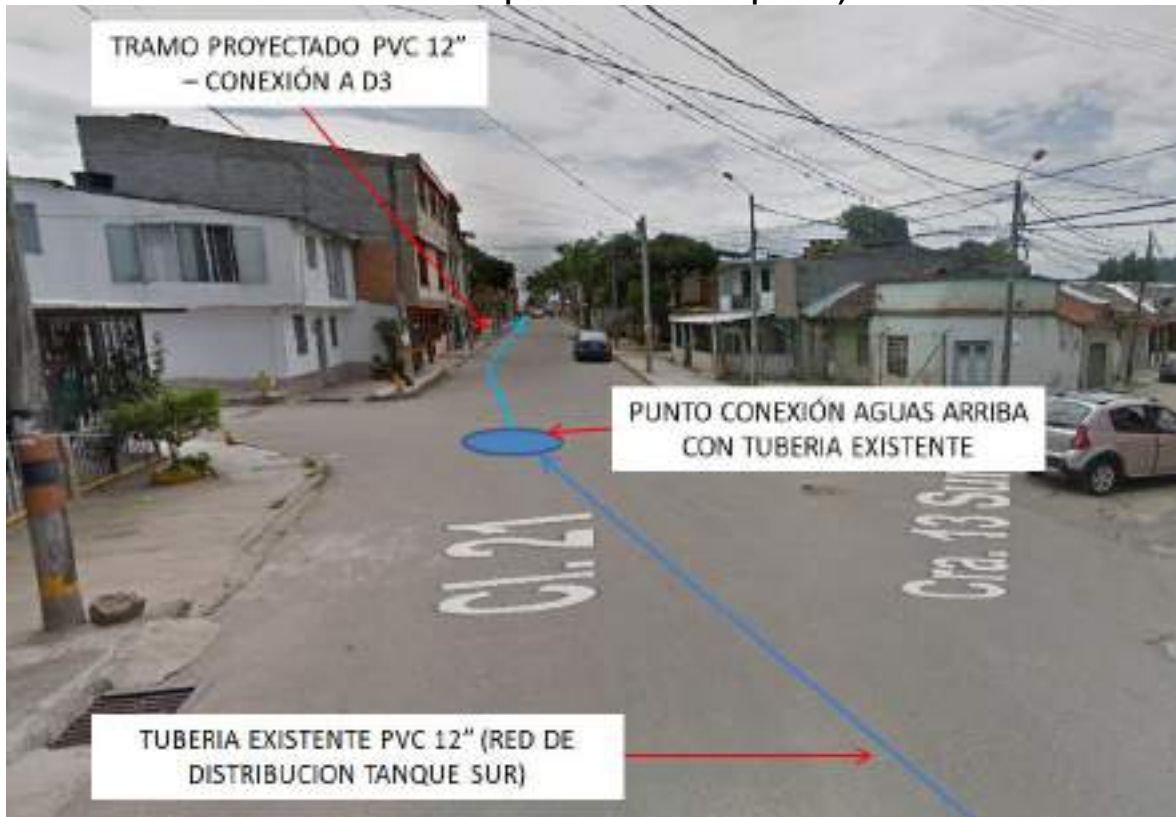 TRAMO PROYECTADO PVC 12”
– CONEXIÓN A D3
PUNTO CONEXIÓN AGUAS ARRIBA
CON TUBERIA EXISTENTE
Cl. 21
Cra. 13 Sur
TUBERIA EXISTENTE PVC 12” (RED DE
DISTRIBUCION TANQUE SUR)